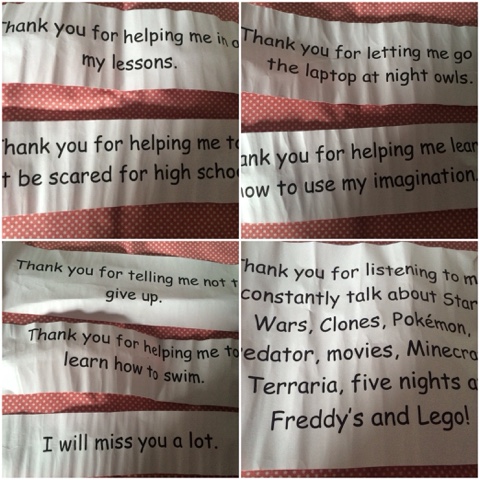 Thank you for helping me in a
my lessons.
hank you for helping me to
t be scared for high schoo
Thank you for letting me go
the laptop at night owls.
ank you for helping me lear
ow to use my imagination.
Thank you for telling me not t
give up.
Thank you for helping me to
learn how to swim.
I will miss you a lot.
hank you for listening to m
constantly talk about Star
Wars, Clones, Pokémon,
edator, movies, Minecra
Terraria, five nights a
Freddy's and Lego!